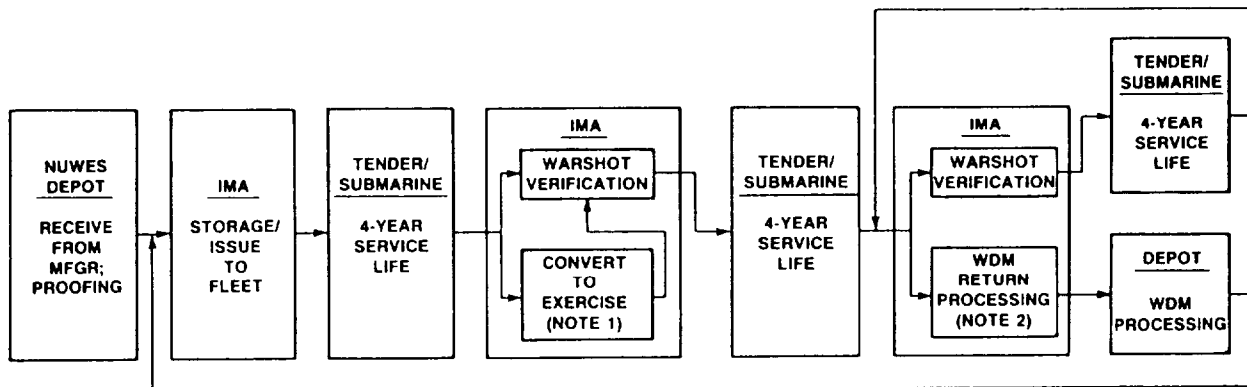 NUWES
DEPOT
RECEIVE
FROM
MFGR;
PROOFING
IMA
STORAGE/
ISSUE
TO
FLEET
TENDER/
SUBMARINE
4-YEAR
SERVICE
LIFE
IMA
WARSHOT
VERIFICATION
CONVERT
TO
EXERCISE
(NOTE 1)
TENDER/
SUBMARINE
4-YEAR
SERVICE
LIFE
IMA
WARSHOT
VERIFICATION
WDM
RETURN
PROCESSING
(NOTE 2)
TENDER/
SUBMARINE
4-YEAR
SERVICE
LIFE
DEPOT
WDM
PROCESSING